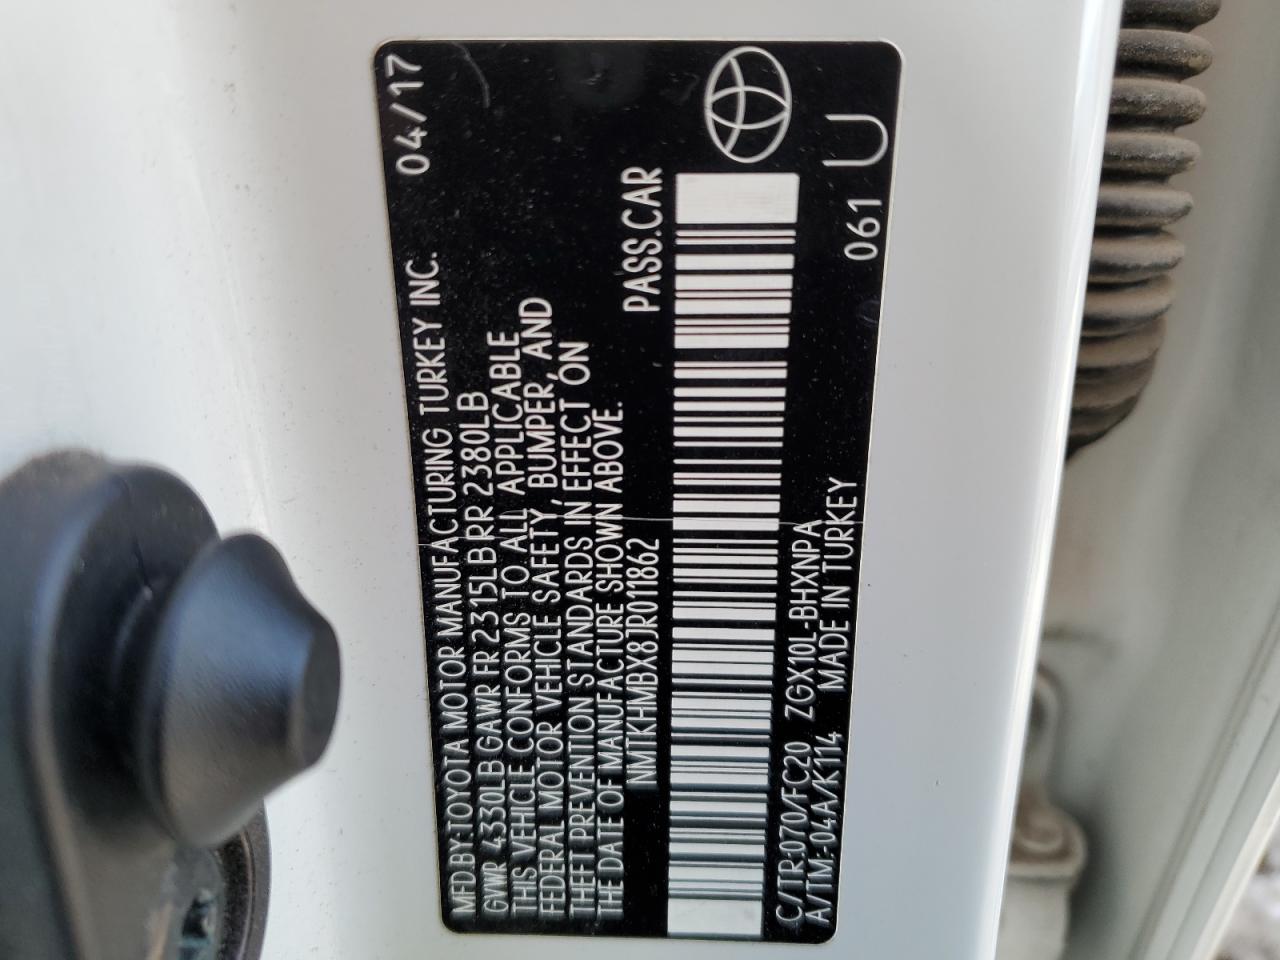 MFD.BY:TOYOTA MOTOR MANUFACTURING TURKEY INC. 04/17
GVWR 4330LB GAWR FR 2315LB RR 2380LB
THIS VEHICLE CONFORMS TO ALL APPLICABLE
FEDERAL MOTOR VEHICLE SAFETY, BUMPER, AND
THEFT PREVENTION STANDARDS IN EFFECT ON
THE DATE OF MANUFACTURE SHOWN ABOVE.
NMTKHMBX8JR011862 PASS.CAR
C/TR:070/FC20 ZGX10L-BHXNPA
A/TM:-04A/K114 MADE IN TURKEY 061 U